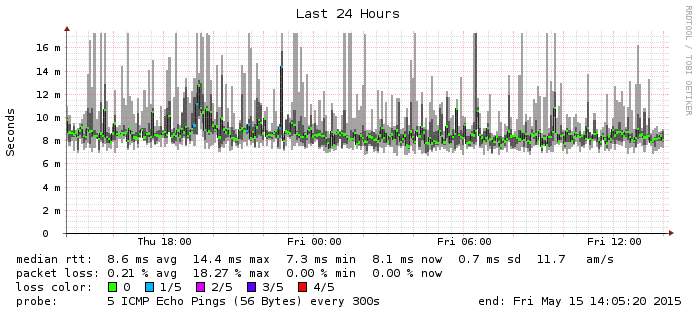 Last 24 Hours
RRDTOOL / TOBI OETIKER
Seconds
16 m
14 m
12 m
10 m
8 m
6 m
4 m
2 m
0
Thu 18:00 Fri 00:00 Fri 06:00 Fri 12:00
median rtt: 8.6 ms avg 14.4 ms max 7.3 ms min 8.1 ms now 0.7 ms sd 11.7 am/s
packet loss: 0.21 % avg 18.27 % max 0.00 % min 0.00 % now
loss color: 0 1/5 2/5 3/5 4/5
probe: 5 ICMP Echo Pings (56 Bytes) every 300s end: Fri May 15 14:05:20 2015